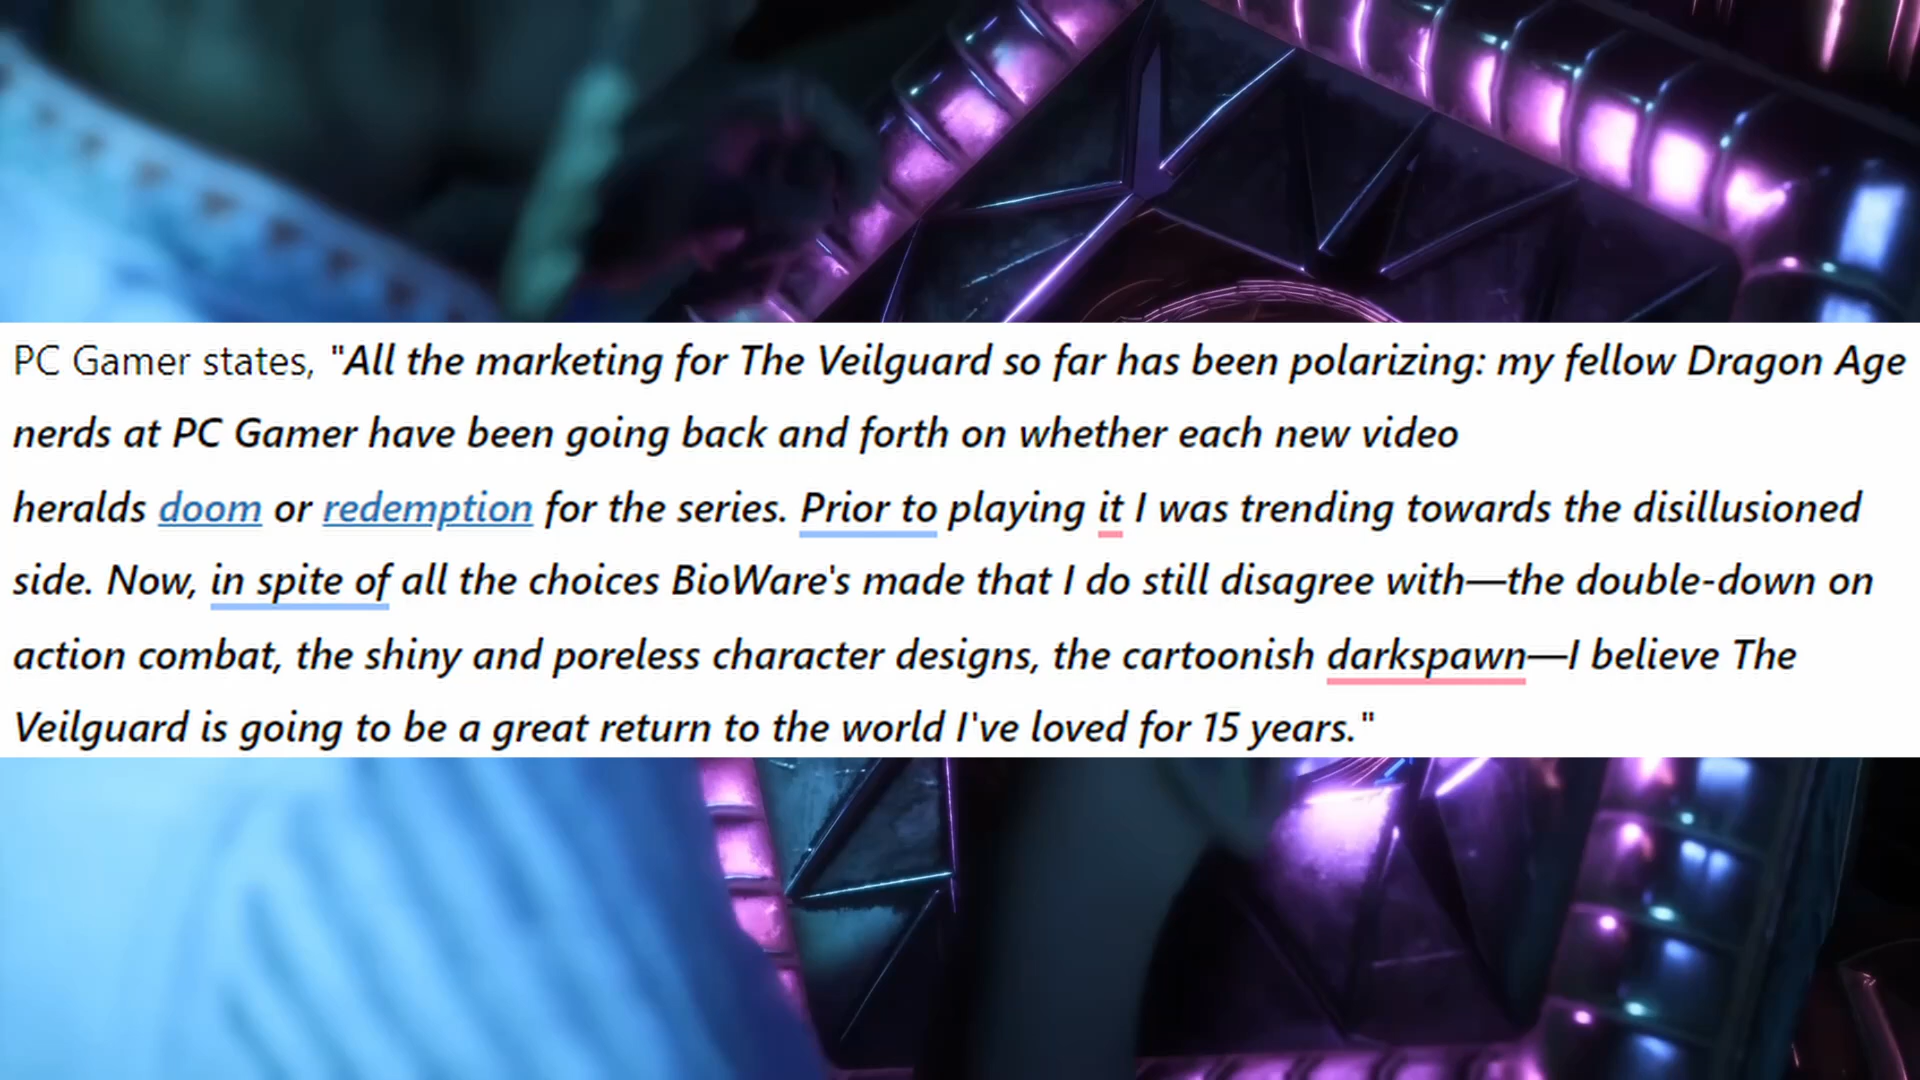 PC Gamer states, "All the marketing for The Veilguard so far has been polarizing: my fellow Dragon Age
nerds at PC Gamer have been going back and forth on whether each new video
heralds doom or redemption for the series. Prior to playing it I was trending towards the disillusioned
side. Now, in spite of all the choices BioWare's made that I do still disagree with—the double-down on
action combat, the shiny and poreless character designs, the cartoonish darkspawn—I believe The
Veilguard is going to be a great return to the world I've loved for 15 years."